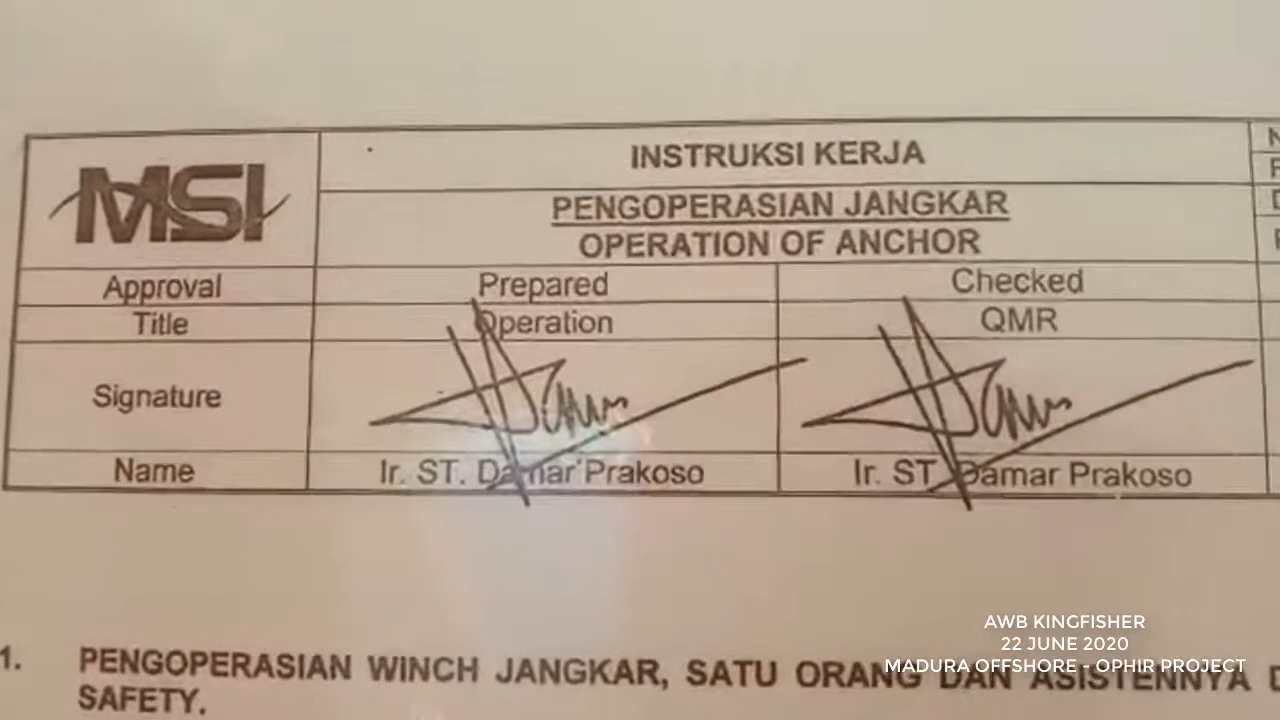 MSI
INSTRUKSI KERJA
PENGOPERASIAN JANGKAR
OPERATION OF ANCHOR
Approval Prepared Checked
Title Operation QMR
Signature
Name Ir. ST. Damar Prakoso Ir. ST Damar Prakoso
1. PENGOPERASIAN WINCH JANGKAR, SATU ORANG DAN ASISTENNYA
SAFETY.
AWB KINGFISHER
22 JUNE 2020
MADURA OFFSHORE - OPHIR PROJECT